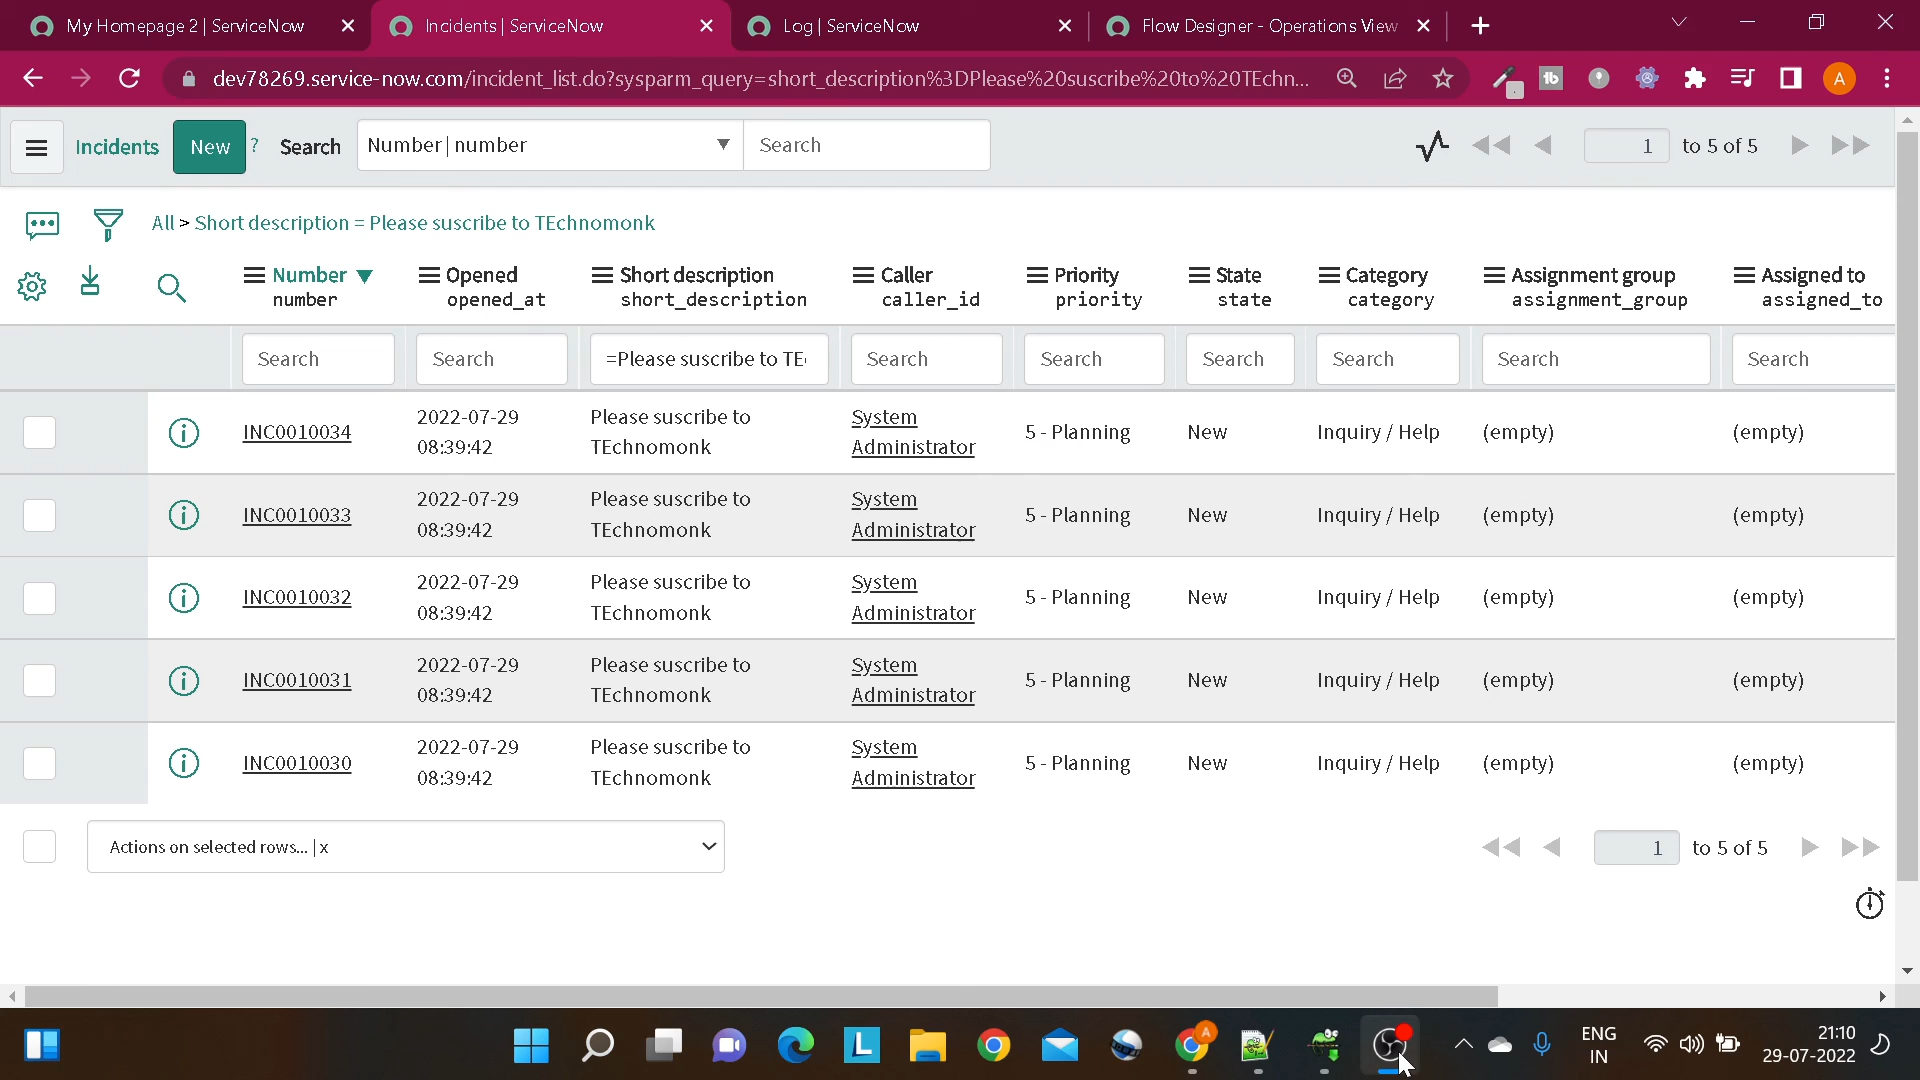 My Homepage 2 | ServiceNow
Incidents | ServiceNow
Log | ServiceNow
Flow Designer - Operations View
dev78269.service-now.com/incident_list.do?sysparm_query=short_description%3DPlease%20suscribe%20to%20TEchn...
A
Incidents New ? Search Number | number Search 1 to 5 of 5
All > Short description = Please suscribe to TEchnomonk
Number Opened Short description Caller Priority State Category Assignment group Assigned to
number opened_at short_description caller_id priority state category assignment_group assigned_to
Search Search =Please suscribe to TE Search Search Search Search Search Search
INC0010034 2022-07-29 08:39:42 Please suscribe to TEchnomonk System Administrator 5 - Planning New Inquiry / Help (empty) (empty)
INC0010033 2022-07-29 08:39:42 Please suscribe to TEchnomonk System Administrator 5 - Planning New Inquiry / Help (empty) (empty)
INC0010032 2022-07-29 08:39:42 Please suscribe to TEchnomonk System Administrator 5 - Planning New Inquiry / Help (empty) (empty)
INC0010031 2022-07-29 08:39:42 Please suscribe to TEchnomonk System Administrator 5 - Planning New Inquiry / Help (empty) (empty)
INC0010030 2022-07-29 08:39:42 Please suscribe to TEchnomonk System Administrator 5 - Planning New Inquiry / Help (empty) (empty)
Actions on selected rows... | x 1 to 5 of 5
ENG
IN
21:10
29-07-2022